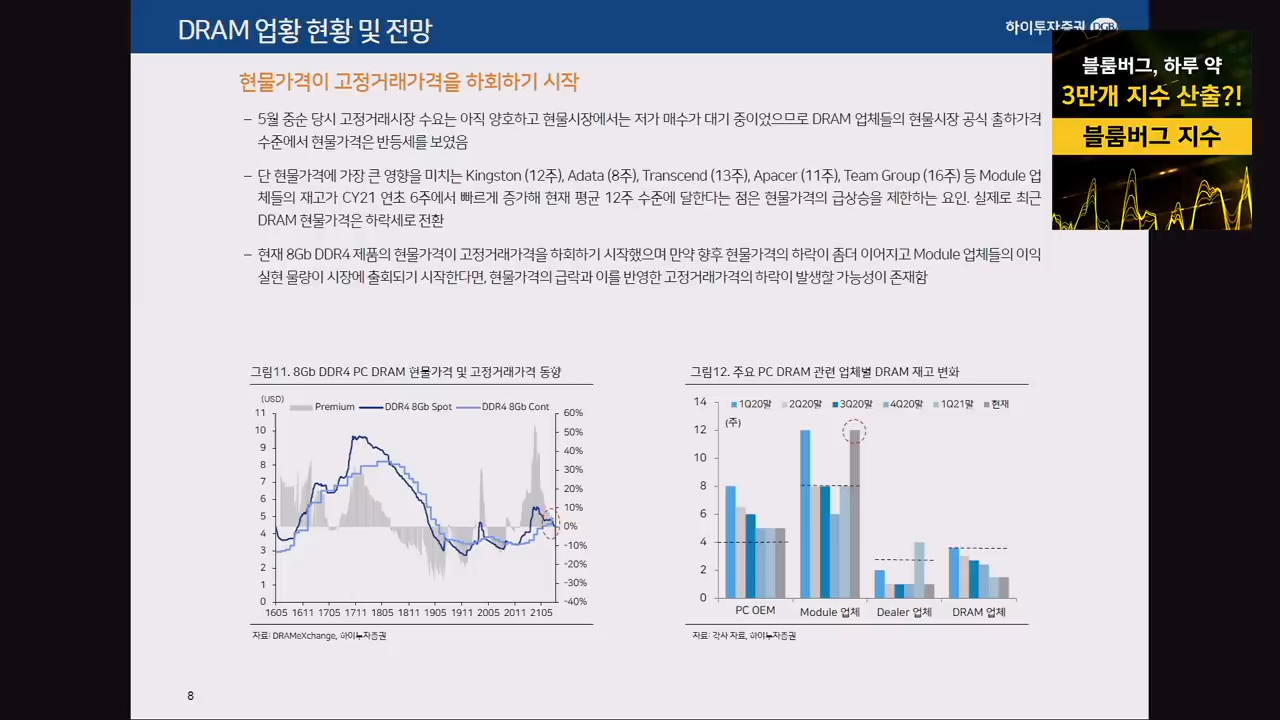 DRAM 업황 현황 및 전망
하이투자증권 DGB
블룸버그, 하루 약
3만개 지수 산출?!
블룸버그 지수
현물가격이 고정거래가격을 하회하기 시작
– 5월 중순 당시 고정거래시장 수요는 아직 양호하고 현물시장에서는 저가 매수가 대기 중이었으므로 DRAM 업체들의 현물시장 공식 출하가격
수준에서 현물가격은 반등세를 보였음
– 단 현물가격에 가장 큰 영향을 미치는 Kingston (12주), Adata (8주), Transcend (13주), Apacer (11주), Team Group (16주) 등 Module 업
체들의 재고가 CY21 연초 6주에서 빠르게 증가해 현재 평균 12주 수준에 달한다는 점은 현물가격의 급상승을 제한하는 요인. 실제로 최근
DRAM 현물가격은 하락세로 전환
– 현재 8Gb DDR4 제품의 현물가격이 고정거래가격을 하회하기 시작했으며 만약 향후 현물가격의 하락이 좀더 이어지고 Module 업체들의 이익
실현 물량이 시장에 출회되기 시작한다면, 현물가격의 급락과 이를 반영한 고정거래가격의 하락이 발생할 가능성이 존재함
그림11. 8Gb DDR4 PC DRAM 현물가격 및 고정거래가격 동향
(USD)
Premium DDR4 8Gb Spot DDR4 8Gb Cont
11 60%
10 50%
9 40%
8 30%
7 20%
6 10%
5 0%
4 -10%
3 -20%
2 -30%
1 -40%
0
1605 1611 1705 1711 1805 1811 1905 1911 2005 2011 2105
자료: DRAMeXchange, 하이투자증권
그림12. 주요 PC DRAM 관련 업체별 DRAM 재고 변화
1Q20말 2Q20말 3Q20말 4Q20말 1Q21말 현재
(주)
14
12
10
8
6
4
2
0
PC OEM Module 업체 Dealer 업체 DRAM 업체
자료: 각사 자료, 하이투자증권
8